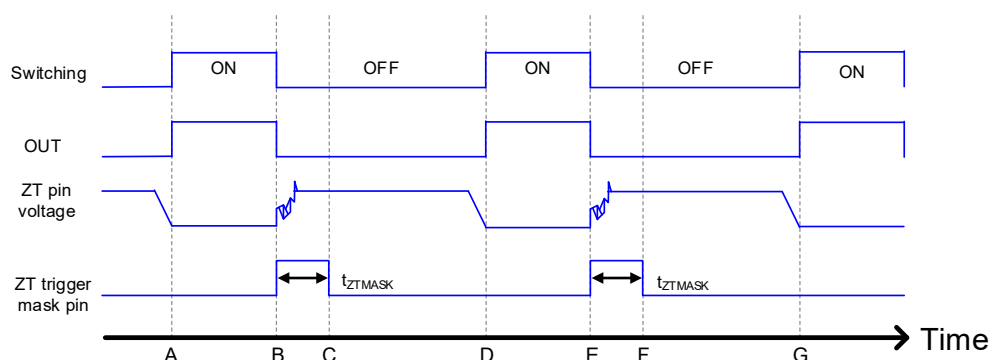 Switching
ON
OFF
ON
OFF
ON
OUT
ZT pin
voltage
ZT trigger
mask pin
tZTMASK
tZTMASK
A
B
C
D
E
F
G
Time